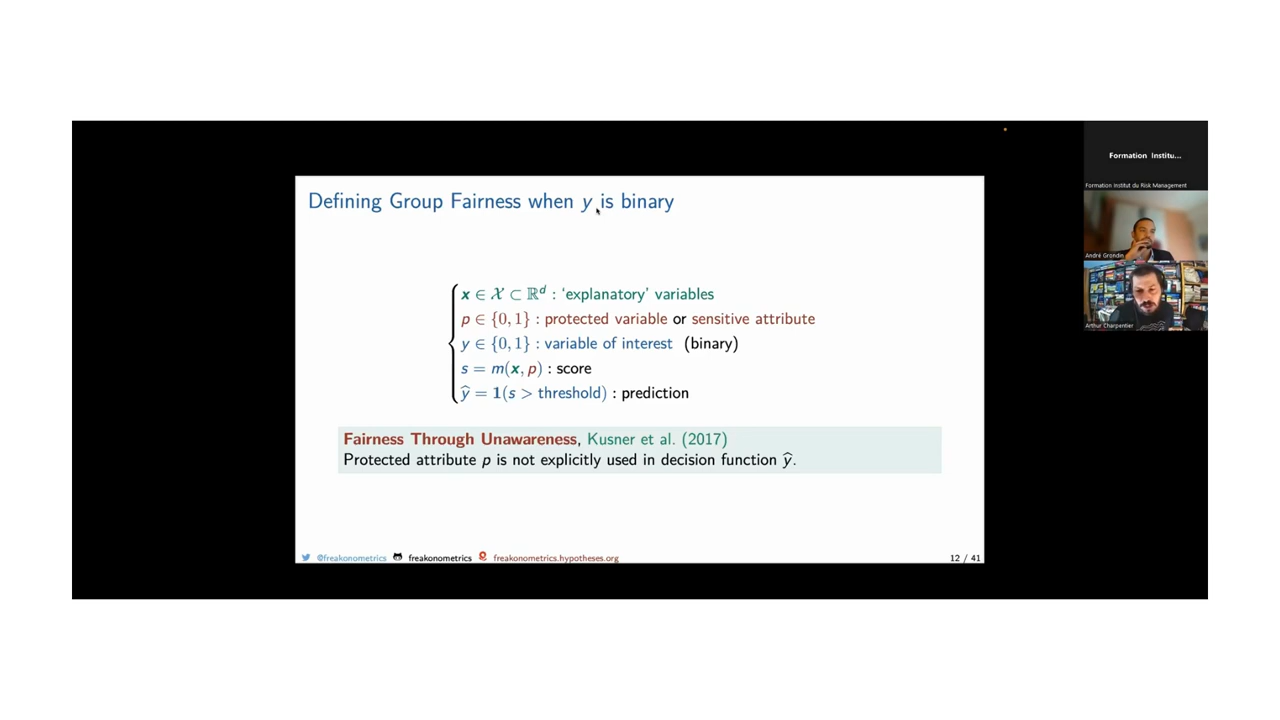 Defining Group Fairness when y is binary
x ∈ 𝒳 ⊂ ℝᵈ : ‘explanatory’ variables
p ∈ {0, 1} : protected variable or sensitive attribute
y ∈ {0, 1} : variable of interest (binary)
s = m(x, p) : score
ŷ = 1(s > threshold) : prediction
Fairness Through Unawareness, Kusner et al. (2017)
Protected attribute p is not explicitly used in decision function ŷ.
@freakonometrics freakonometrics freakonometrics.hypotheses.org 12 / 41
Formation Institu...
Formation Institut du Risk Management
André Grondin
Arthur Charpentier